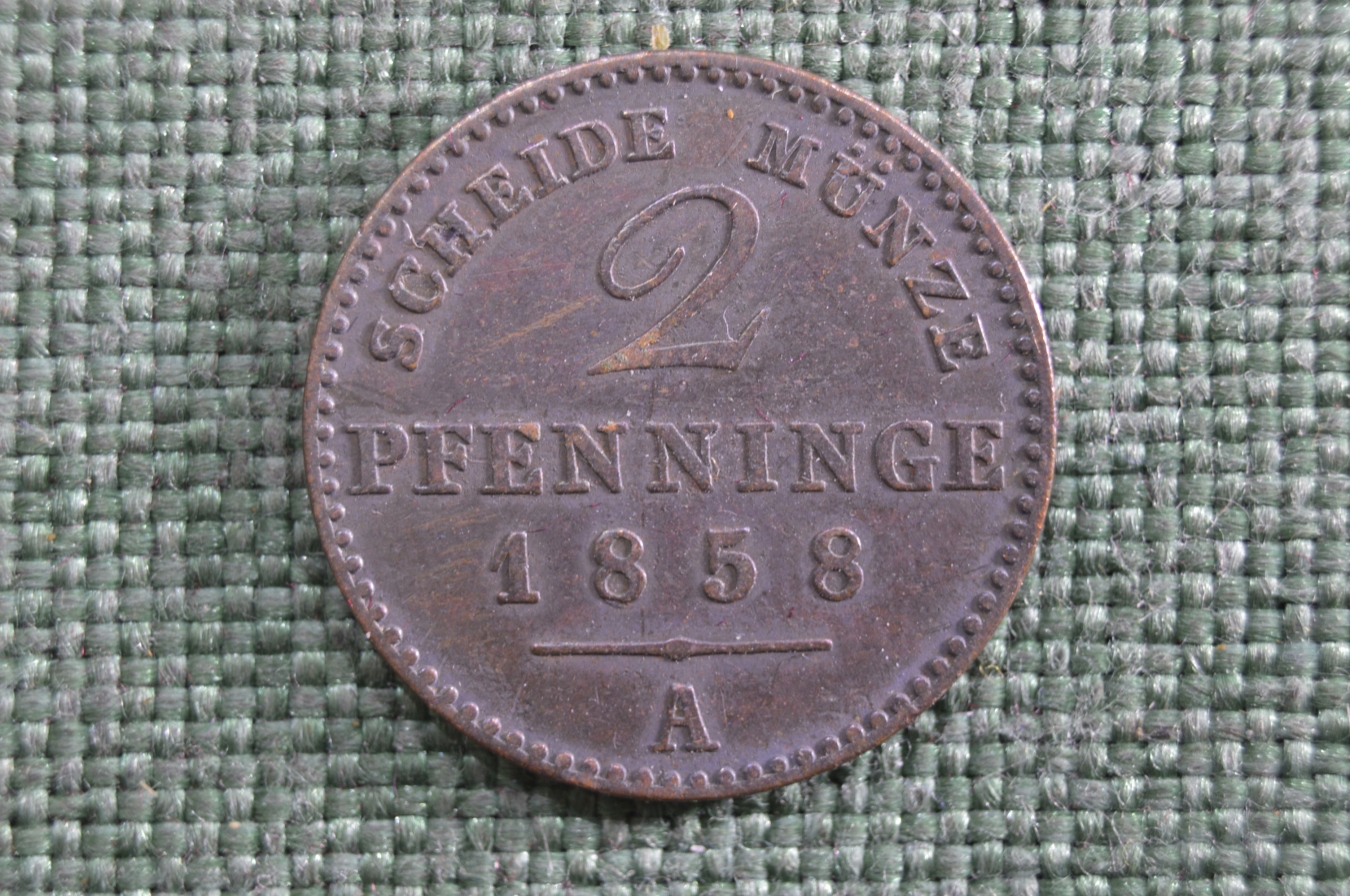 SCHEIDE MÜNZE
2
PFENNINGE
1858
A